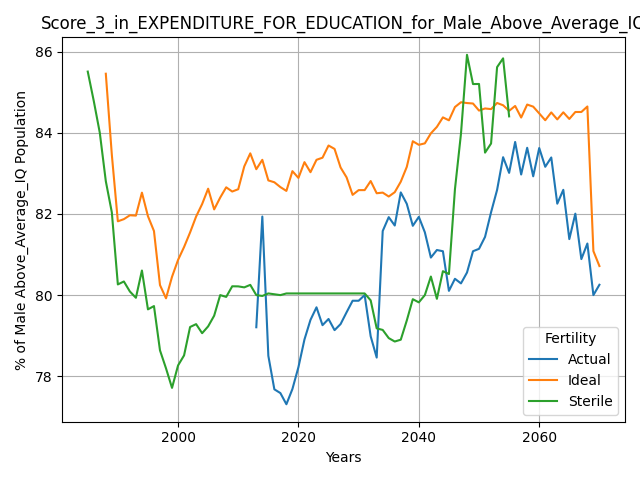 Score_3_in_EXPENDITURE_FOR_EDUCATION_for_Male_Above_Average_IQ
86
84
82
80
78
% of Male Above_Average_IQ Population
2000
2020
2040
2060
Years
Fertility
Actual
Ideal
Sterile